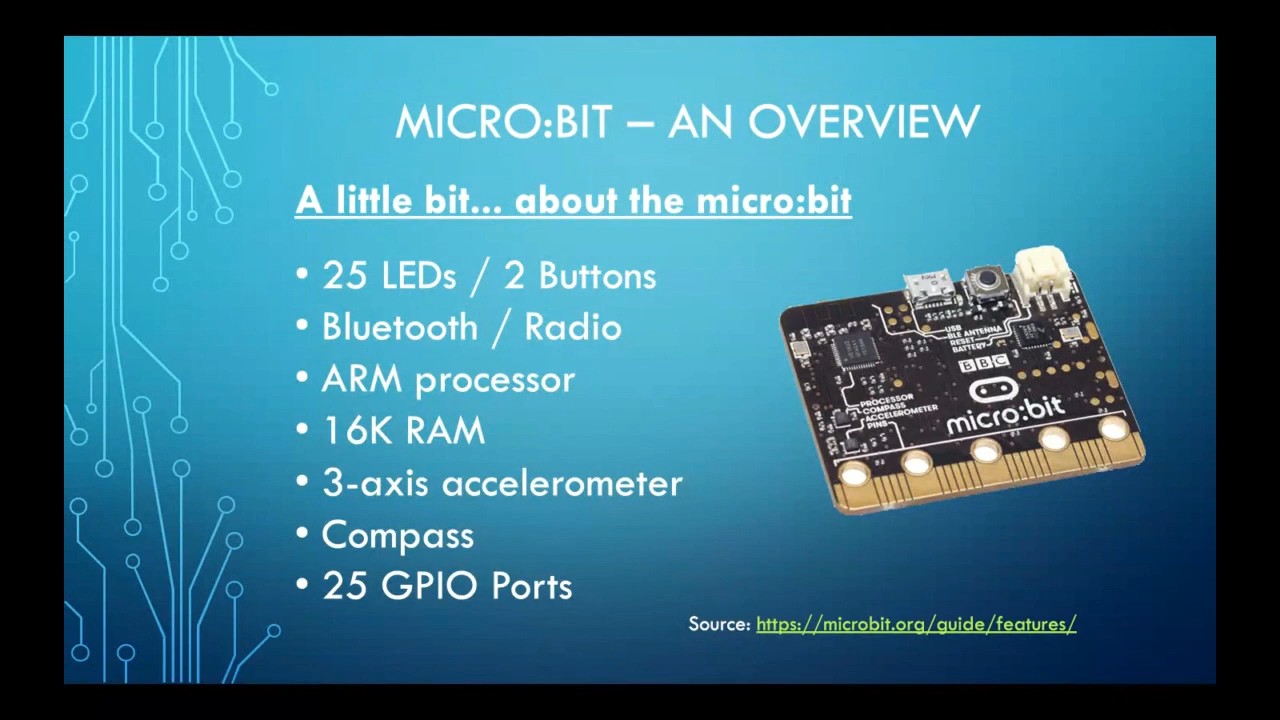 MICRO:BIT – AN OVERVIEW
A little bit... about the micro:bit
• 25 LEDs / 2 Buttons
• Bluetooth / Radio
• ARM processor
• 16K RAM
• 3-axis accelerometer
• Compass
• 25 GPIO Ports
USB
BLE ANTENNA
RESET
BATTERY
BBC
PROCESSOR
COMPASS
ACCELEROMETER
PINS
micro:bit
Source: https://microbit.org/guide/features/